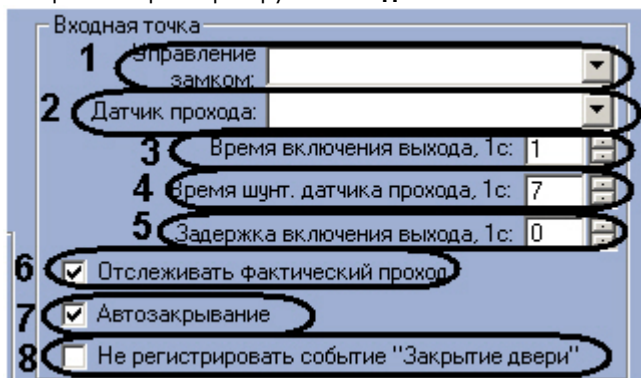 Входная точка
1 Управление
замком:
2 Датчик прохода:
3 Время включения выхода, 1с: 1
4 Время шунт. датчика прохода, 1с: 7
5 Задержка включения выхода, 1с: 0
6 Отслеживать фактический проход
7 Автозакрывание
8 Не регистрировать событие "Закрытие двери"